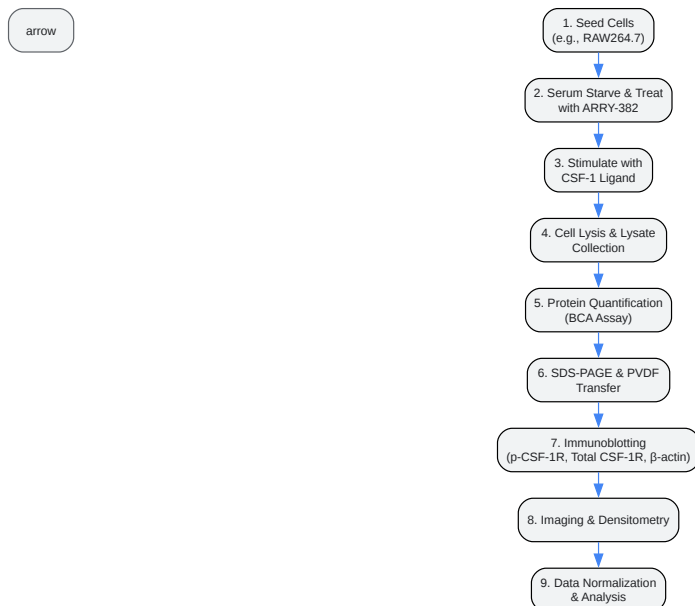 arrow
1. Seed Cells
(e.g., RAW264.7)
2. Serum Starve & Treat
with ARRY-382
3. Stimulate with
CSF-1 Ligand
4. Cell Lysis & Lysate
Collection
5. Protein Quantification
(BCA Assay)
6. SDS-PAGE & PVDF
Transfer
7. Immunoblotting
(p-CSF-1R, Total CSF-1R, β-actin)
8. Imaging & Densitometry
9. Data Normalization
& Analysis